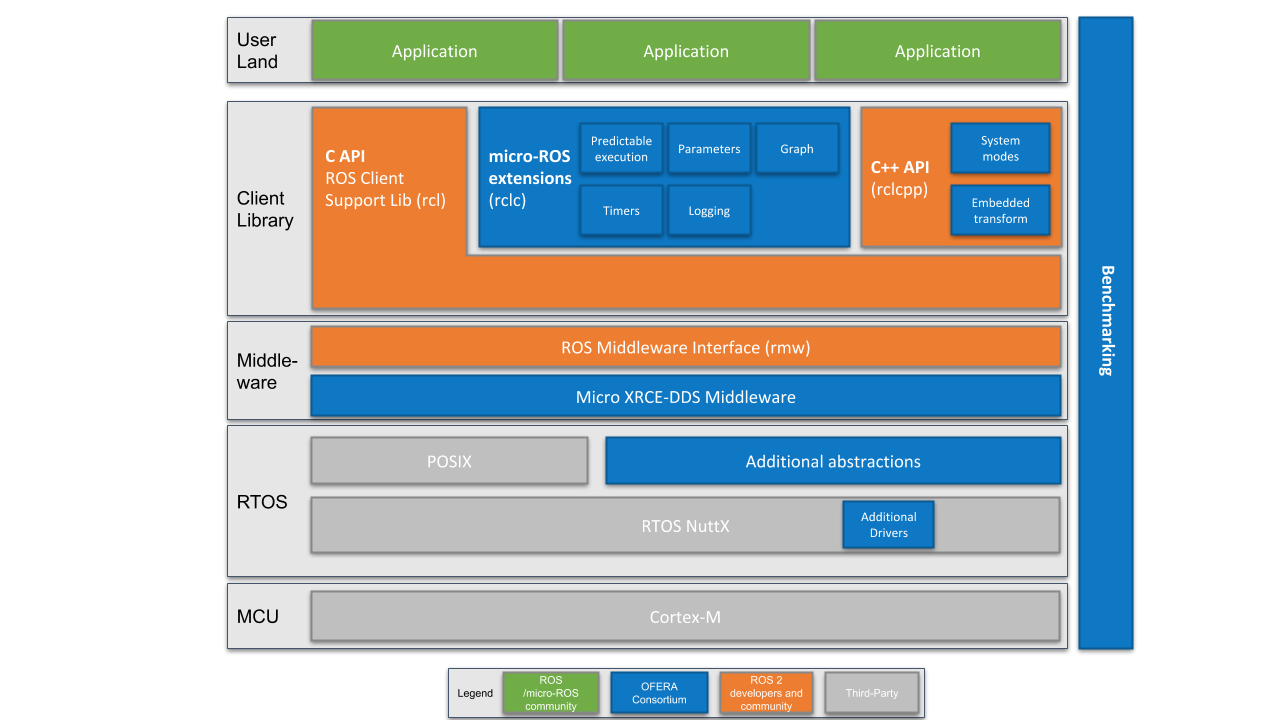 User
Land
Application
Application
Application
Client
Library
C API
ROS Client
Support Lib (rcl)
micro-ROS
extensions
(rclc)
Predictable
execution
Parameters
Graph
Timers
Logging
C++ API
(rclcpp)
System
modes
Embedded
transform
Middle-
ware
ROS Middleware Interface (rmw)
Micro XRCE-DDS Middleware
RTOS
POSIX
Additional abstractions
RTOS NuttX
Additional
Drivers
MCU
Cortex-M
Benchmarking
Legend
ROS
/micro-ROS
community
OFERA
Consortium
ROS 2
developers and
community
Third-Party